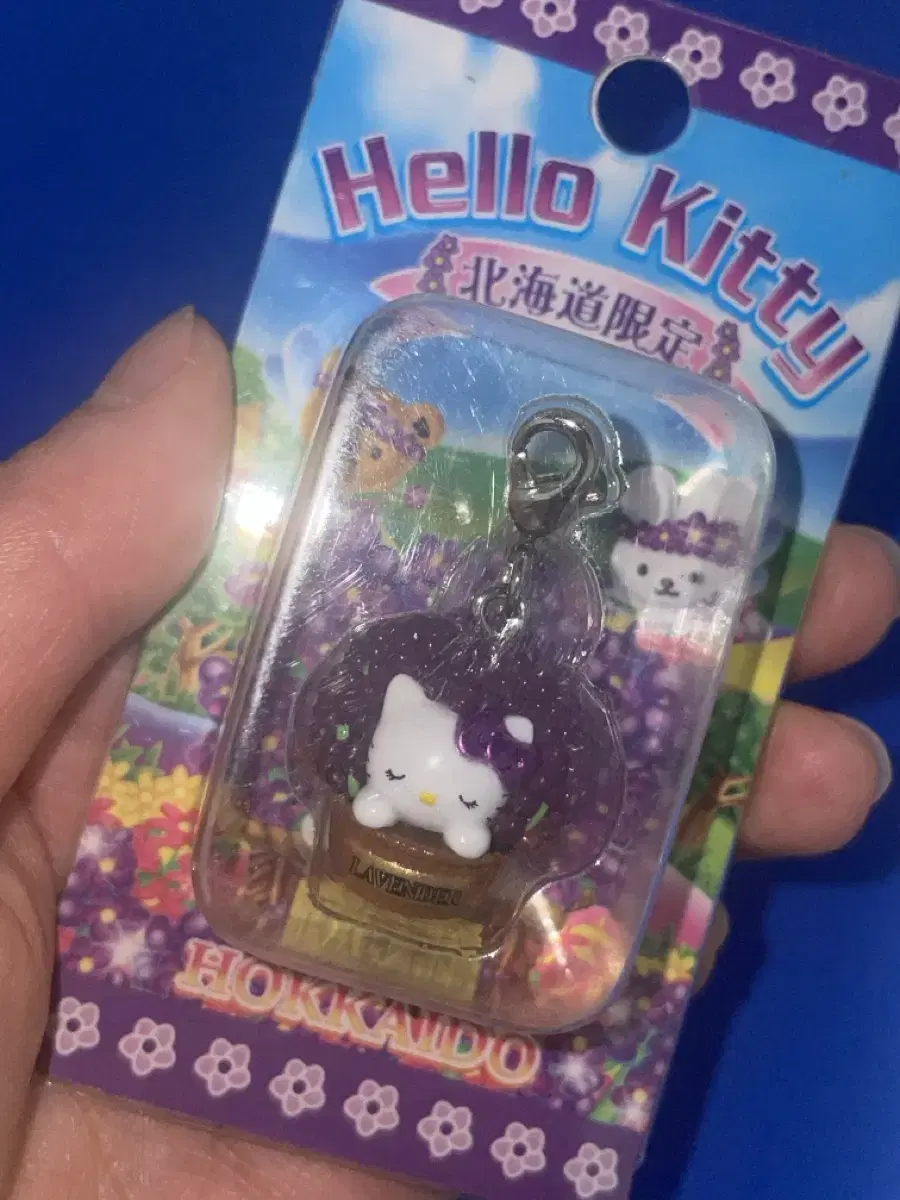 Hello Kitty
北海道限定
LAVENDER
HOKKAIDO